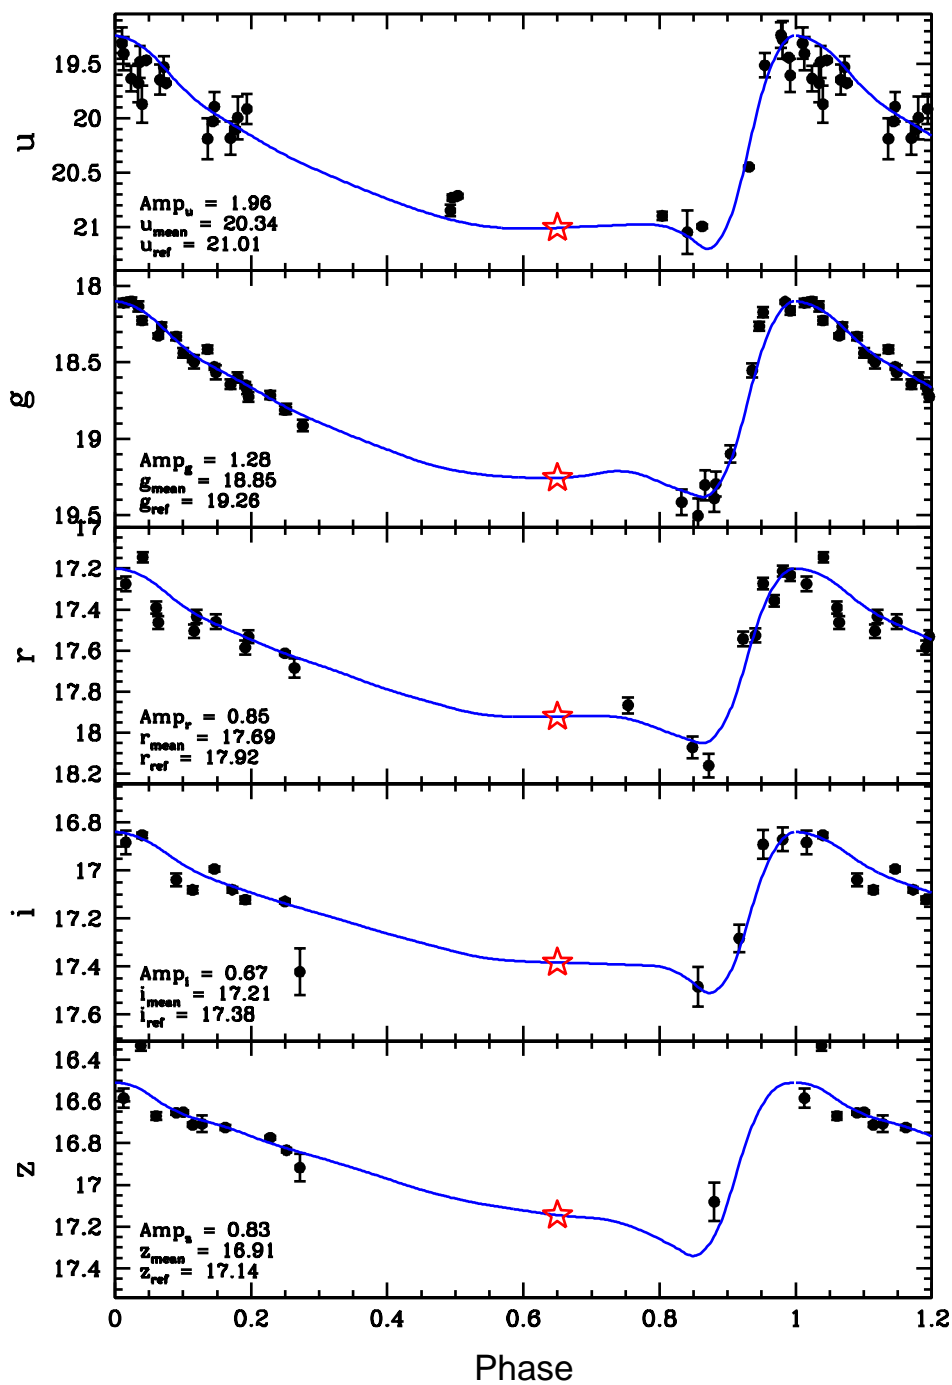 19.5
20
20.5
21
u
Amp_u = 1.96
u_mean = 20.34
u_ref = 21.01
18
18.5
19
19.5
g
Amp_g = 1.28
g_mean = 18.85
g_ref = 19.26
17
17.2
17.4
17.6
17.8
18
18.2
r
Amp_r = 0.85
r_mean = 17.69
r_ref = 17.92
16.8
17
17.2
17.4
17.6
i
Amp_i = 0.67
i_mean = 17.21
i_ref = 17.38
16.4
16.6
16.8
17
17.2
17.4
z
Amp_z = 0.83
z_mean = 16.91
z_ref = 17.14
0 0.2 0.4 0.6 0.8 1 1.2
Phase